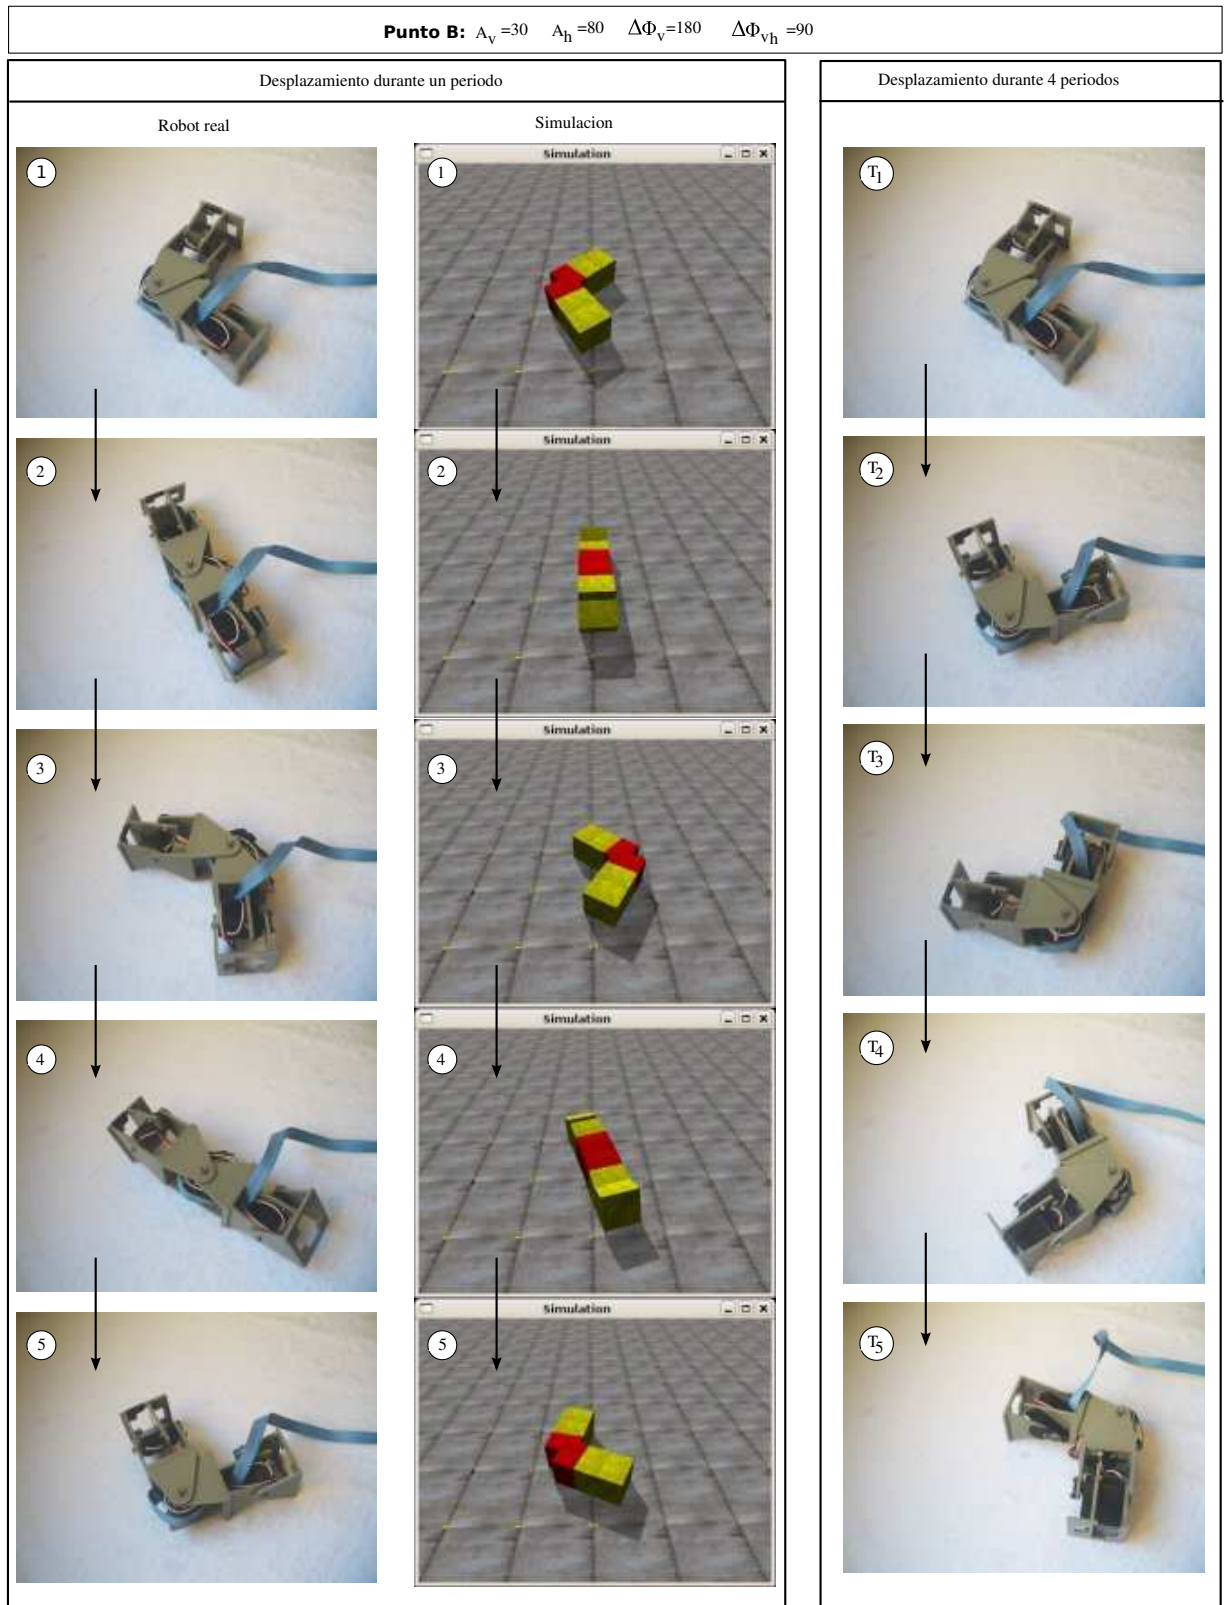 Punto B: Av =30 Ah =80 ΔΦv=180 ΔΦvh =90
Desplazamiento durante un periodo
Robot real
Simulacion
1
2
3
4
5
Simulation
1
Simulation
2
Simulation
3
Simulation
4
Simulation
5
Desplazamiento durante 4 periodos
T1
T2
T3
T4
T5